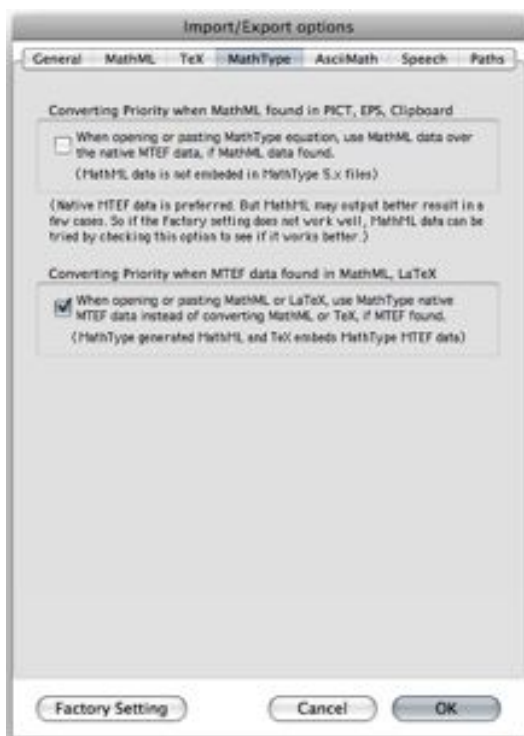 Import/Export options
General MathML TeX MathType AsciiMath Speech Paths
Converting Priority when MathML found in PICT, EPS, Clipboard
When opening or pasting MathType equation, use MathML data over
the native MTEF data, if MathML data found.
(MathML data is not embeded in MathType 5.x files)
(Native MTEF data is preferred. But MathML may output better result in a
few cases. So if the Factory setting does not work well, MathML data can be
tried by checking this option to see if it works better.)
Converting Priority when MTEF data found in MathML, LaTeX
When opening or pasting MathML or LaTeX, use MathType native
MTEF data instead of converting MathML or TeX, if MTEF found.
(MathType generated MathML and TeX embeds MathType MTEF data)
Factory Setting Cancel OK